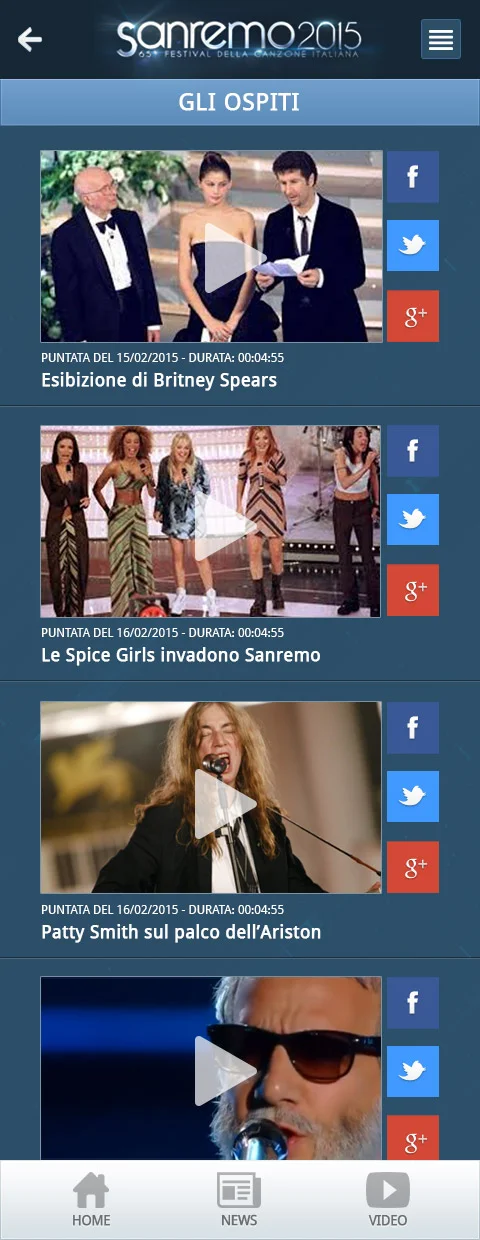 sanremo2015
65° FESTIVAL DELLA CANZONE ITALIANA
GLI OSPITI
f
g+
PUNTATA DEL 15/02/2015 - DURATA: 00:04:55
Esibizione di Britney Spears
f
g+
PUNTATA DEL 16/02/2015 - DURATA: 00:04:55
Le Spice Girls invadono Sanremo
f
g+
PUNTATA DEL 16/02/2015 - DURATA: 00:04:55
Patty Smith sul palco dell’Ariston
f
g+
HOME NEWS VIDEO